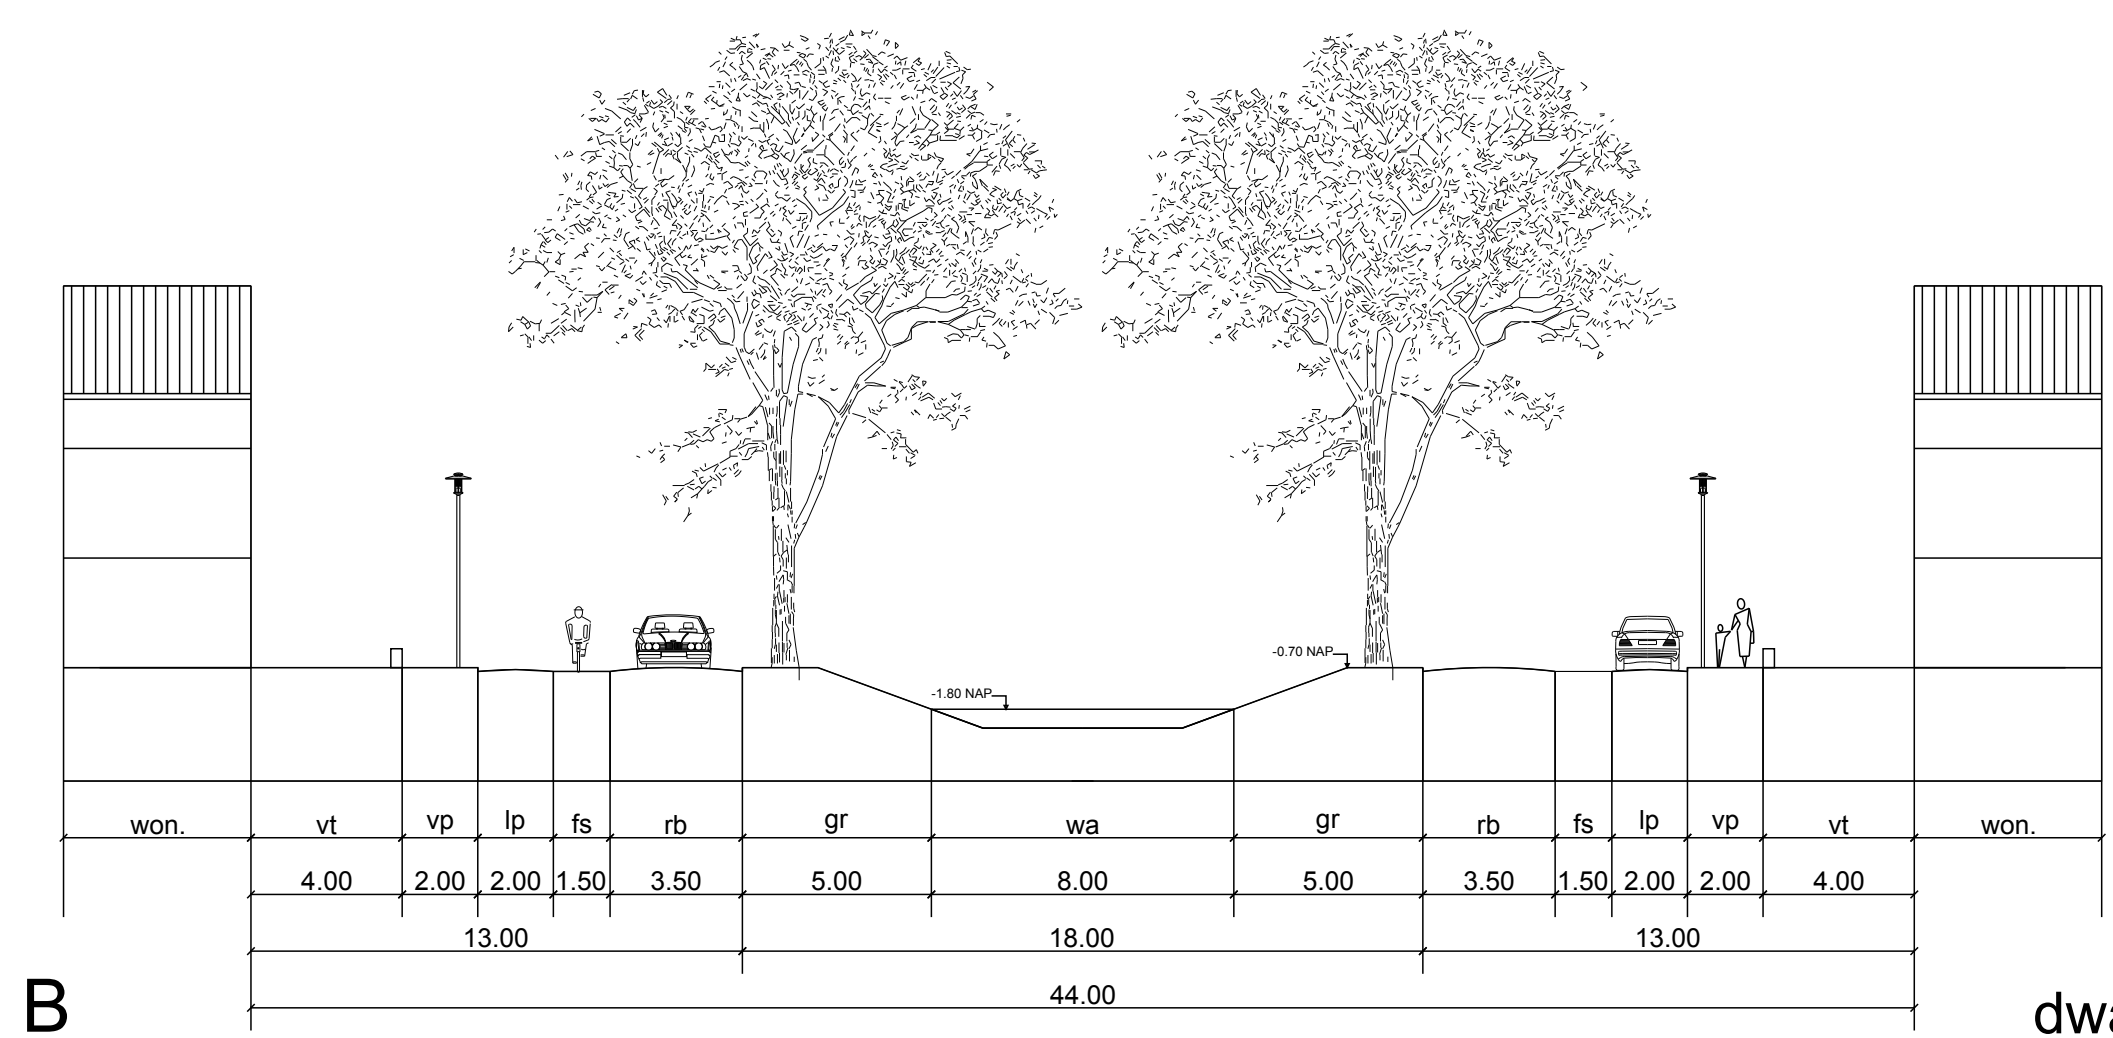 -0.70 NAP
-1.80 NAP
won. vt vp lp fs rb gr wa gr rb fs lp vp vt won.
4.00 2.00 2.00 1.50 3.50 5.00 8.00 5.00 3.50 1.50 2.00 2.00 4.00
13.00 18.00 13.00
44.00
B dwa